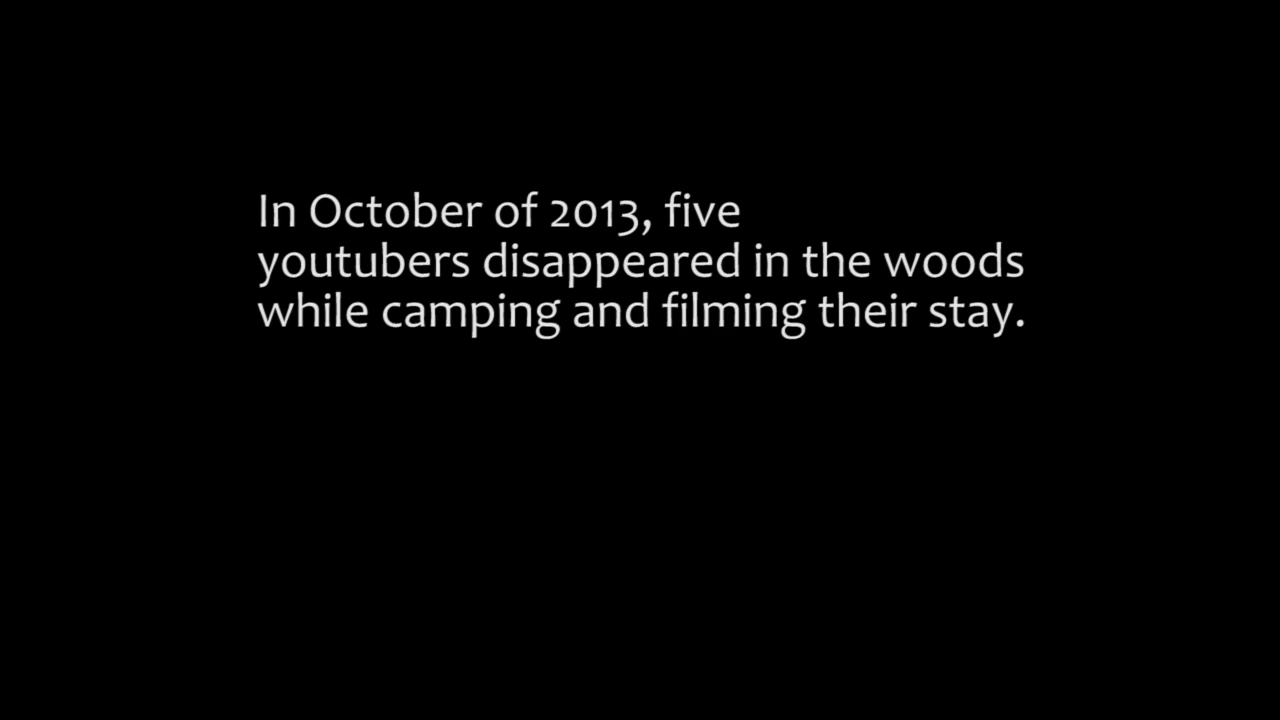 In October of 2013, five
youtubers disappeared in the woods
while camping and filming their stay.